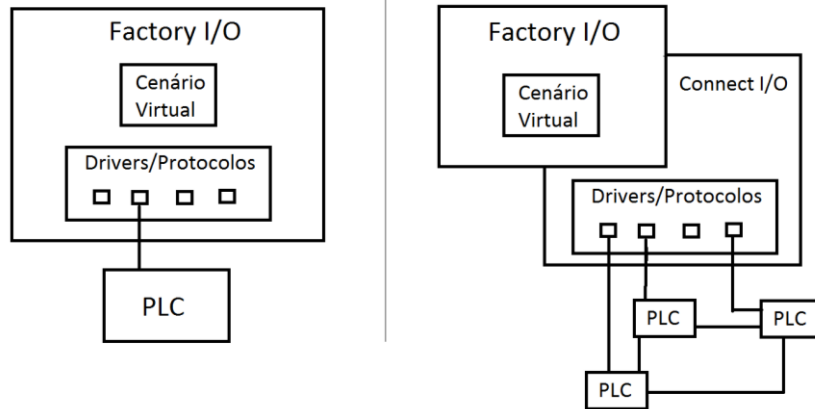 Factory I/O
Cenário
Virtual
Drivers/Protocolos
PLC
Factory I/O
Cenário
Virtual
Connect I/O
Drivers/Protocolos
PLC
PLC
PLC